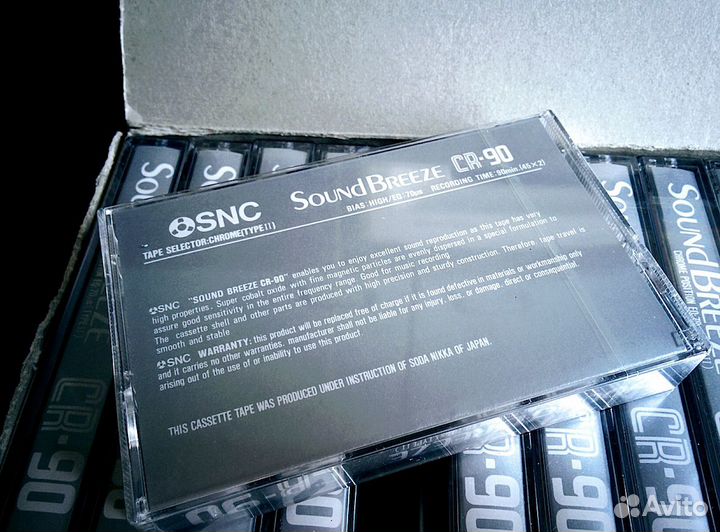 SNC SOUND BREEZE CR-90
TAPE SELECTOR:CHROME(TYPE II) BIAS:HIGH/EQ:70μs RECORDING TIME:90min.(45×2)
SNC "SOUND BREEZE CR-90" enables you to enjoy excellent sound reproduction as this tape has very
high properties. Super cobalt oxide with fine magnetic particles are evenly dispersed in a special formulation to
assure good sensitivity in the entire frequency range. Good for music recording.
The cassette shell and other parts are produced with high precision and sturdy construction. Therefore, tape travel is
smooth and stable.
SNC WARRANTY: this product will be replaced free of charge if it is found defective in materials or workmanship only
and it carries no other warranties. manufacturer shall not be liable for any injury, loss, or damage, direct or consequential,
arising out of the use of or inability to use this product.
THIS CASSETTE TAPE WAS PRODUCED UNDER INSTRUCTION OF SODA NIKKA OF JAPAN.
SOUND BREEZE
CR-90
CR-90
CR-90
CR-90
CR-90
Avito